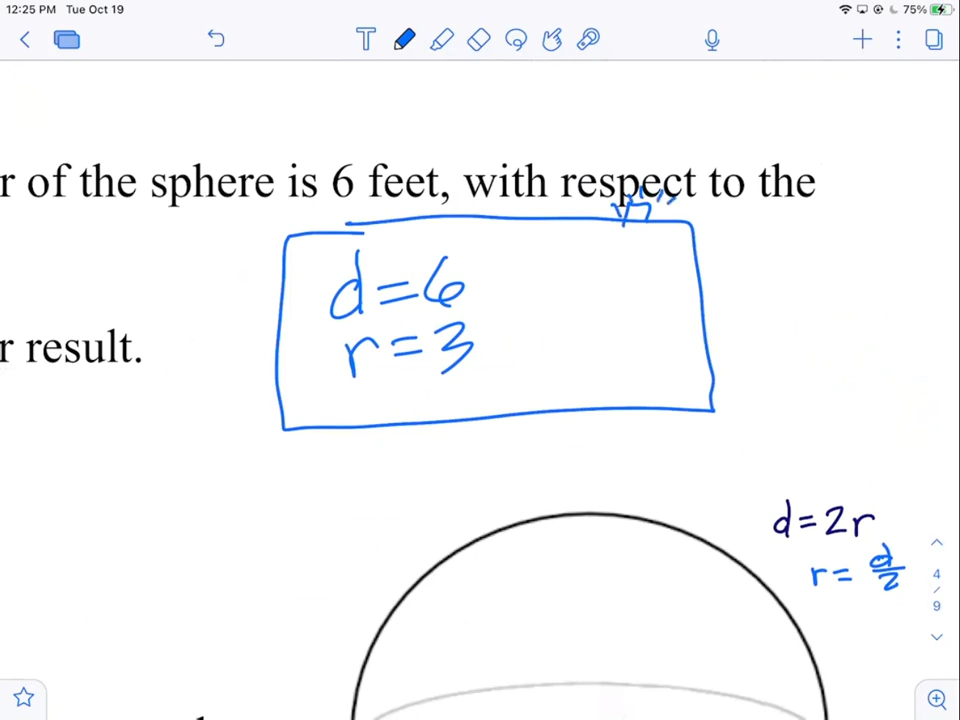 12:25 PM Tue Oct 19
75%
T
r of the sphere is 6 feet, with respect to the
d=6
r=3
r result.
d=2r
r=d/2
4
/
9